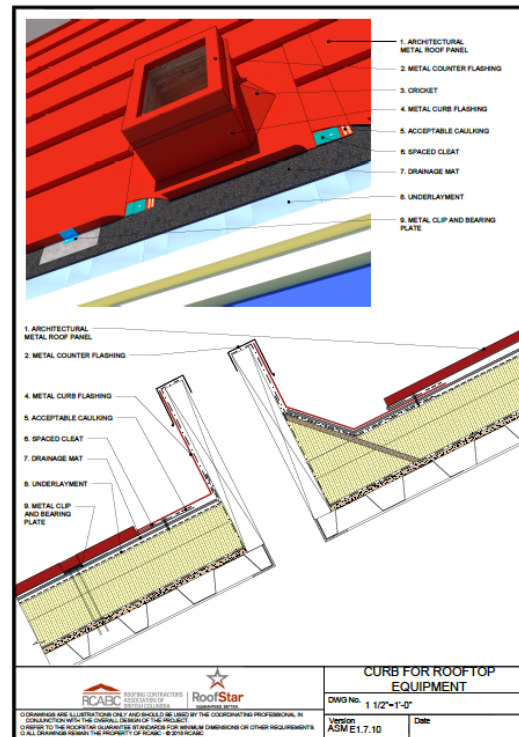 1. ARCHITECTURAL
METAL ROOF PANEL
2. METAL COUNTER FLASHING
3. CRICKET
4. METAL CURB FLASHING
5. ACCEPTABLE CAULKING
6. SPACED CLEAT
7. DRAINAGE MAT
8. UNDERLAYMENT
9. METAL CLIP AND BEARING
PLATE
1. ARCHITECTURAL
METAL ROOF PANEL
2. METAL COUNTER FLASHING
4. METAL CURB FLASHING
5. ACCEPTABLE CAULKING
6. SPACED CLEAT
7. DRAINAGE MAT
8. UNDERLAYMENT
9. METAL CLIP
AND BEARING
PLATE
RCABC
ROOFING CONTRACTORS
ASSOCIATION OF
BRITISH COLUMBIA
RoofStar
GUARANTEED BETTER
CURB FOR ROOFTOP
EQUIPMENT
DWG No. 1 1/2"=1'-0"
Version
ASM E1.7.10
Date
O DRAWINGS ARE ILLUSTRATIONS ONLY AND SHOULD BE USED BY THE COORDINATING PROFESSIONAL IN
CONJUNCTION WITH THE OVERALL DESIGN OF THE PROJECT.
O REFER TO THE ROOFSTAR GUARANTEE STANDARDS FOR MINIMUM DIMENSIONS OR OTHER REQUIREMENTS
O ALL DRAWINGS REMAIN THE PROPERTY OF RCABC - © 2018 RCABC